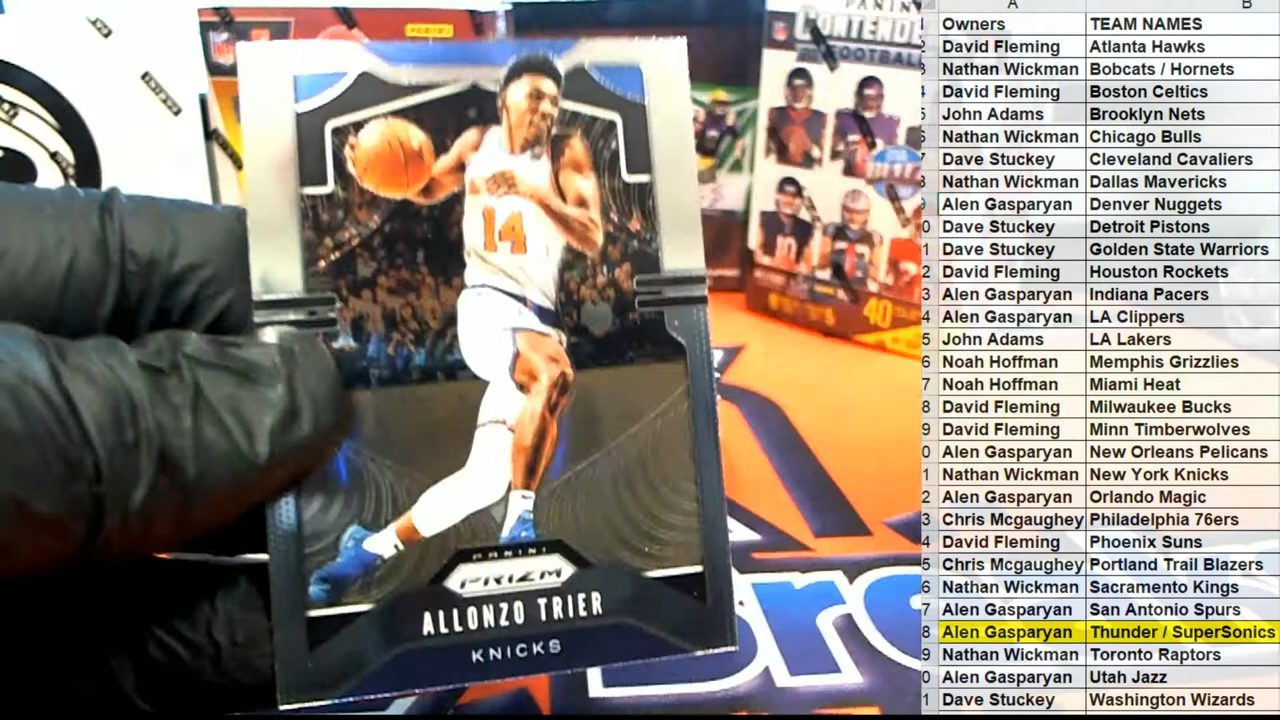 PANINI
CONTENDERS
FOOTBALL
40
14
PANINI
PRIZM
ALLONZO TRIER
KNICKS
A B
Owners TEAM NAMES
David Fleming Atlanta Hawks
Nathan Wickman Bobcats / Hornets
David Fleming Boston Celtics
John Adams Brooklyn Nets
Nathan Wickman Chicago Bulls
Dave Stuckey Cleveland Cavaliers
Nathan Wickman Dallas Mavericks
Alen Gasparyan Denver Nuggets
Dave Stuckey Detroit Pistons
Dave Stuckey Golden State Warriors
David Fleming Houston Rockets
Alen Gasparyan Indiana Pacers
Alen Gasparyan LA Clippers
John Adams LA Lakers
Noah Hoffman Memphis Grizzlies
Noah Hoffman Miami Heat
David Fleming Milwaukee Bucks
David Fleming Minn Timberwolves
Alen Gasparyan New Orleans Pelicans
Nathan Wickman New York Knicks
Alen Gasparyan Orlando Magic
Chris Mcgaughey Philadelphia 76ers
David Fleming Phoenix Suns
Chris Mcgaughey Portland Trail Blazers
Nathan Wickman Sacramento Kings
Alen Gasparyan San Antonio Spurs
Alen Gasparyan Thunder / SuperSonics
Nathan Wickman Toronto Raptors
Alen Gasparyan Utah Jazz
Dave Stuckey Washington Wizards